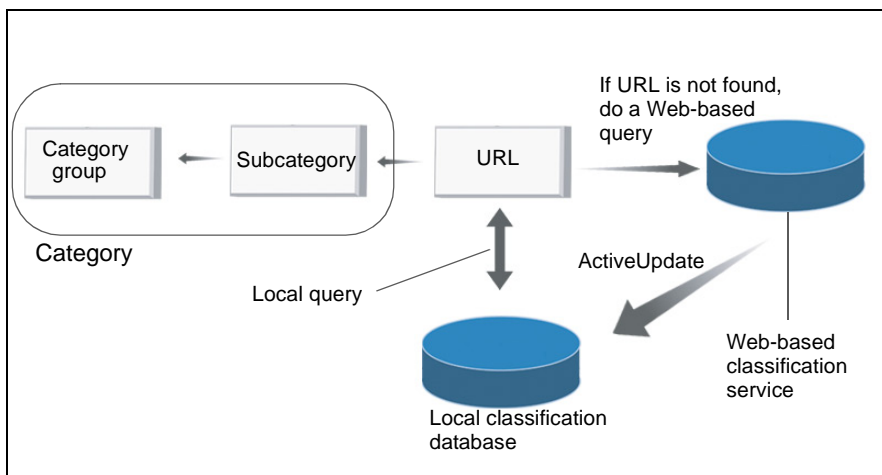 If URL is not found,
do a Web-based
query
Category
group
Subcategory
URL
Category
Local query
ActiveUpdate
Web-based
classification
service
Local classification
database